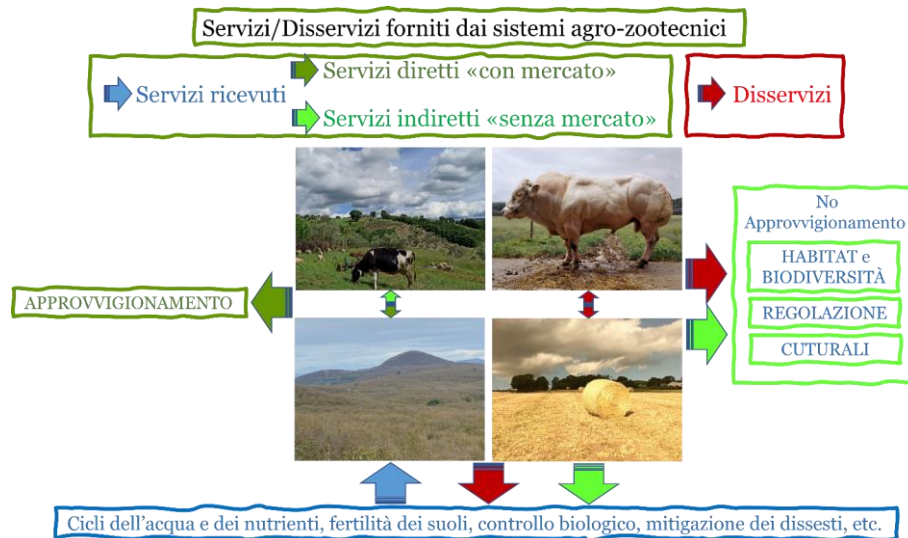 Servizi/Disservizi forniti dai sistemi agro-zootecnici
Servizi diretti «con mercato»
Servizi ricevuti
Disservizi
Servizi indiretti «senza mercato»
No
Approvvigionamento
HABITAT e
BIODIVERSITÀ
APPROVVIGIONAMENTO
REGOLAZIONE
CUTURALI
Cicli dell'acqua e dei nutrienti, fertilità dei suoli, controllo biologico, mitigazione dei dissesti, etc.